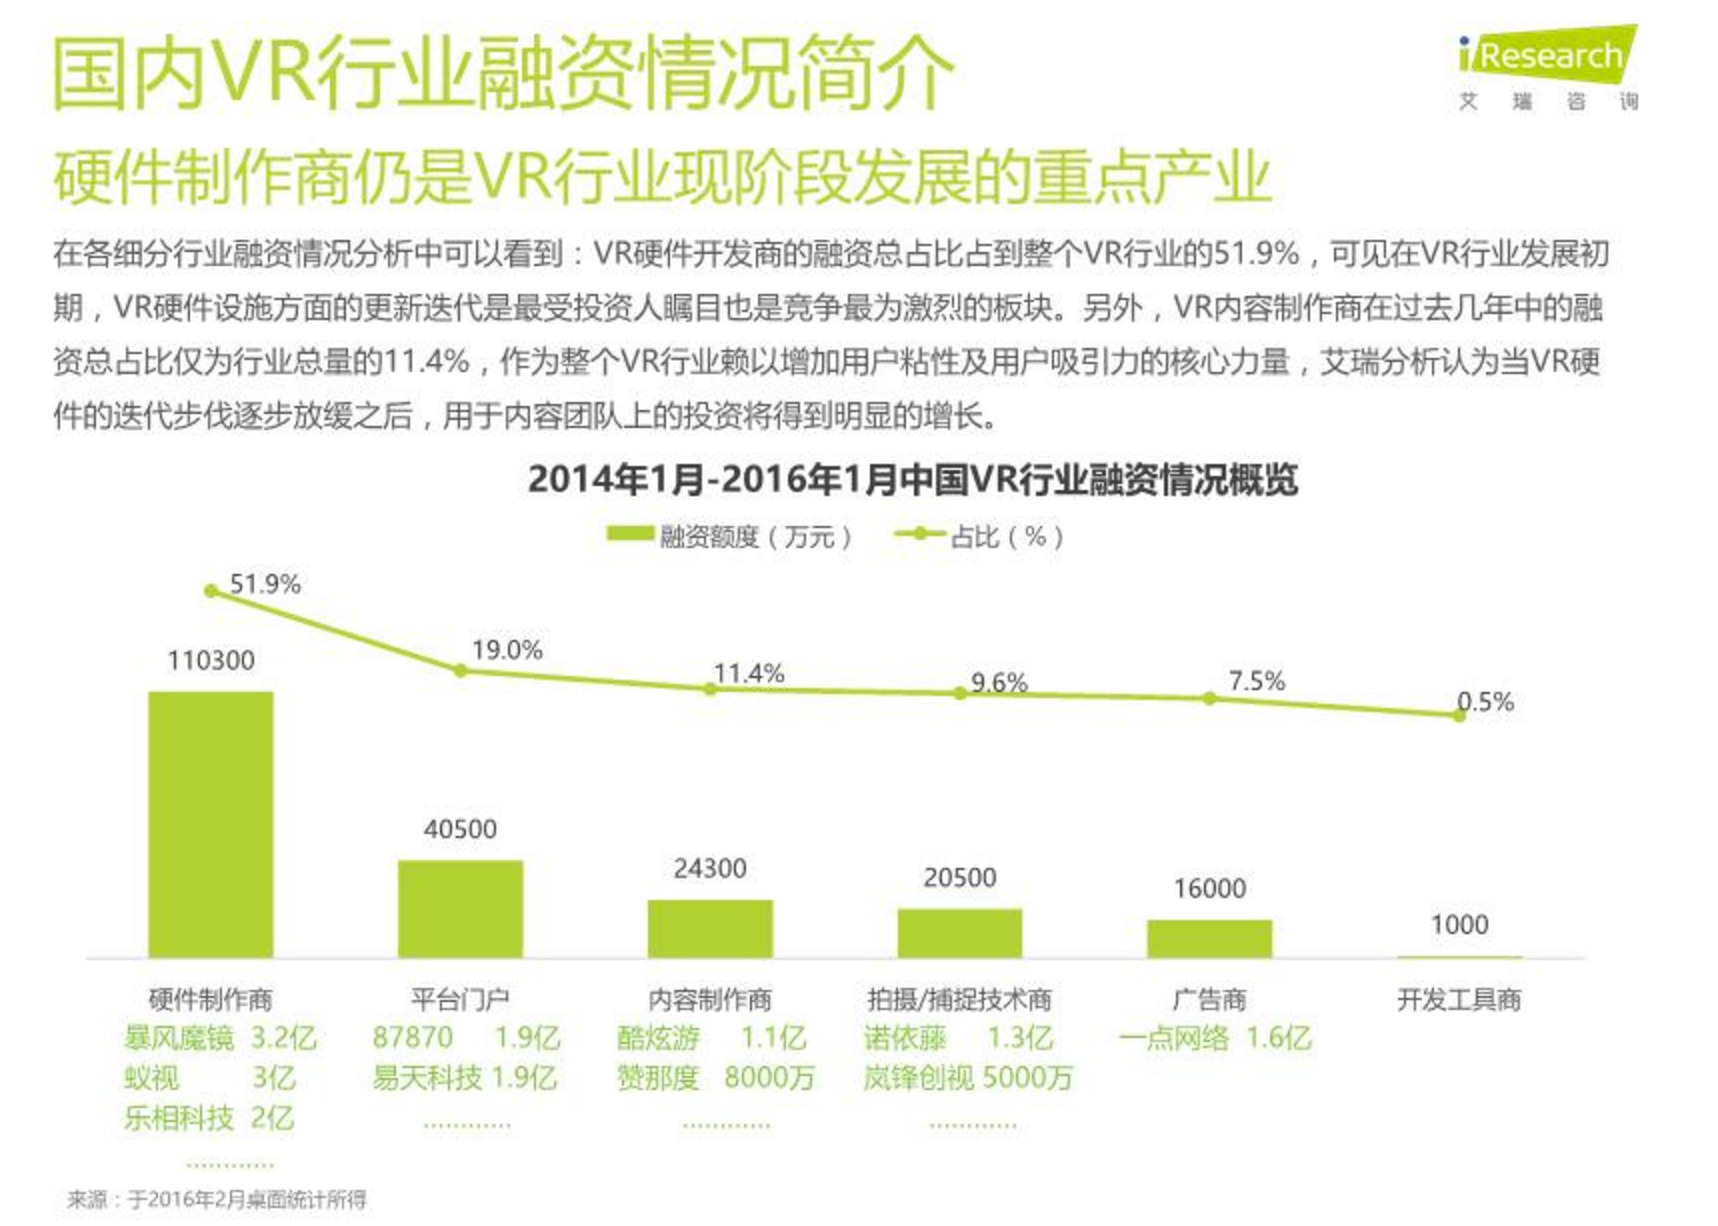 国内VR行业融资情况简介
iResearch
艾瑞咨询
硬件制作商仍是VR行业现阶段发展的重点产业
在各细分行业融资情况分析中可以看到：VR硬件开发商的融资总占比占到整个VR行业的51.9%，可见在VR行业发展初
期，VR硬件设施方面的更新迭代是最受投资人瞩目也是竞争最为激烈的板块。另外，VR内容制作商在过去几年中的融
资总占比仅为行业总量的11.4%，作为整个VR行业赖以增加用户粘性及用户吸引力的核心力量，艾瑞分析认为当VR硬
件的迭代步伐逐步放缓之后，用于内容团队上的投资将得到明显的增长。
2014年1月-2016年1月中国VR行业融资情况概览
融资额度（万元） 占比（%）
51.9% 19.0% 11.4% 9.6% 7.5% 0.5%
110300 40500 24300 20500 16000 1000
硬件制作商 平台门户 内容制作商 拍摄/捕捉技术商 广告商 开发工具商
暴风魔镜 3.2亿 87870 1.9亿 酷炫游 1.1亿 诺依藤 1.3亿 一点网络 1.6亿
蚁视 3亿 易天科技 1.9亿 赞那度 8000万 岚锋创视 5000万
乐相科技 2亿 ………… ………… …………
…………
来源：于2016年2月桌面统计所得